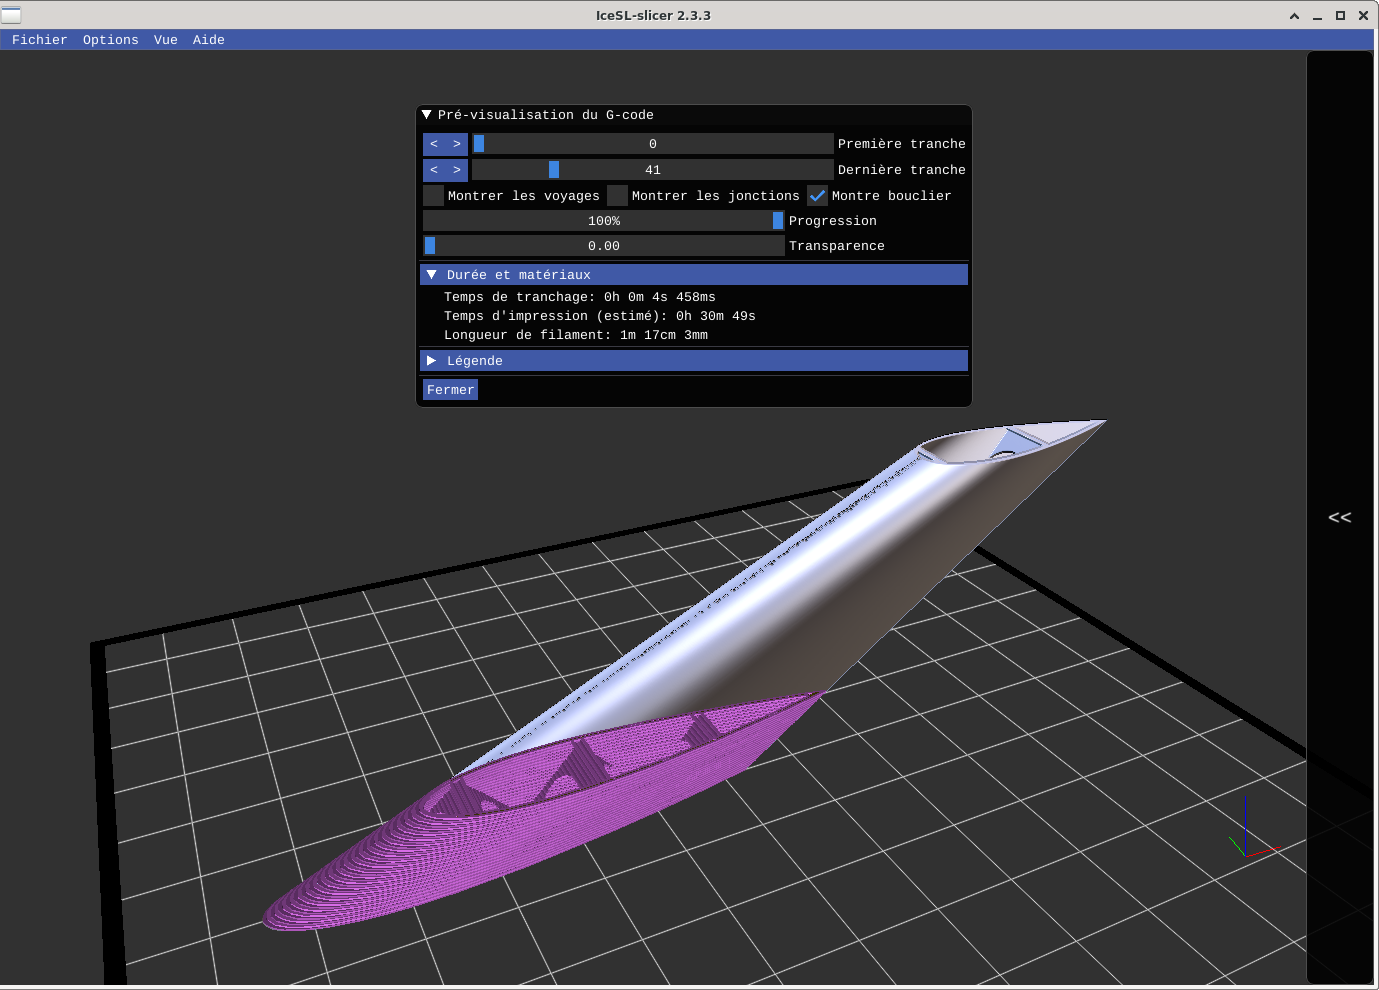 IceSL-slicer 2.3.3
Fichier Options Vue Aide
Pré-visualisation du G-code
< > 0 Première tranche
< > 41 Dernière tranche
Montrer les voyages Montrer les jonctions Montre bouclier
100% Progression
0.00 Transparence
Durée et matériaux
Temps de tranchage: 0h 0m 4s 458ms
Temps d'impression (estimé): 0h 30m 49s
Longueur de filament: 1m 17cm 3mm
Légende
Fermer
<<